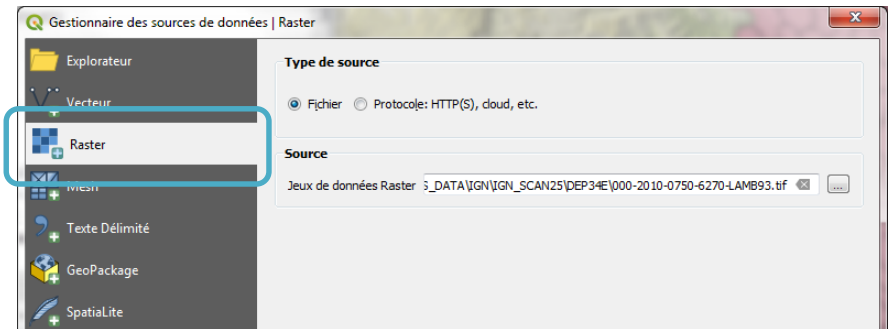 Gestionnaire des sources de données | Raster
Explorateur
Vecteur
Raster
Mesh
Texte Délimité
GeoPackage
SpatiaLite
Type de source
Fichier Protocole: HTTP(S), cloud, etc.
Source
Jeux de données Raster S_DATA\IGN\IGN_SCAN25\DEP34E\000-2010-0750-6270-LAMB93.tif ...